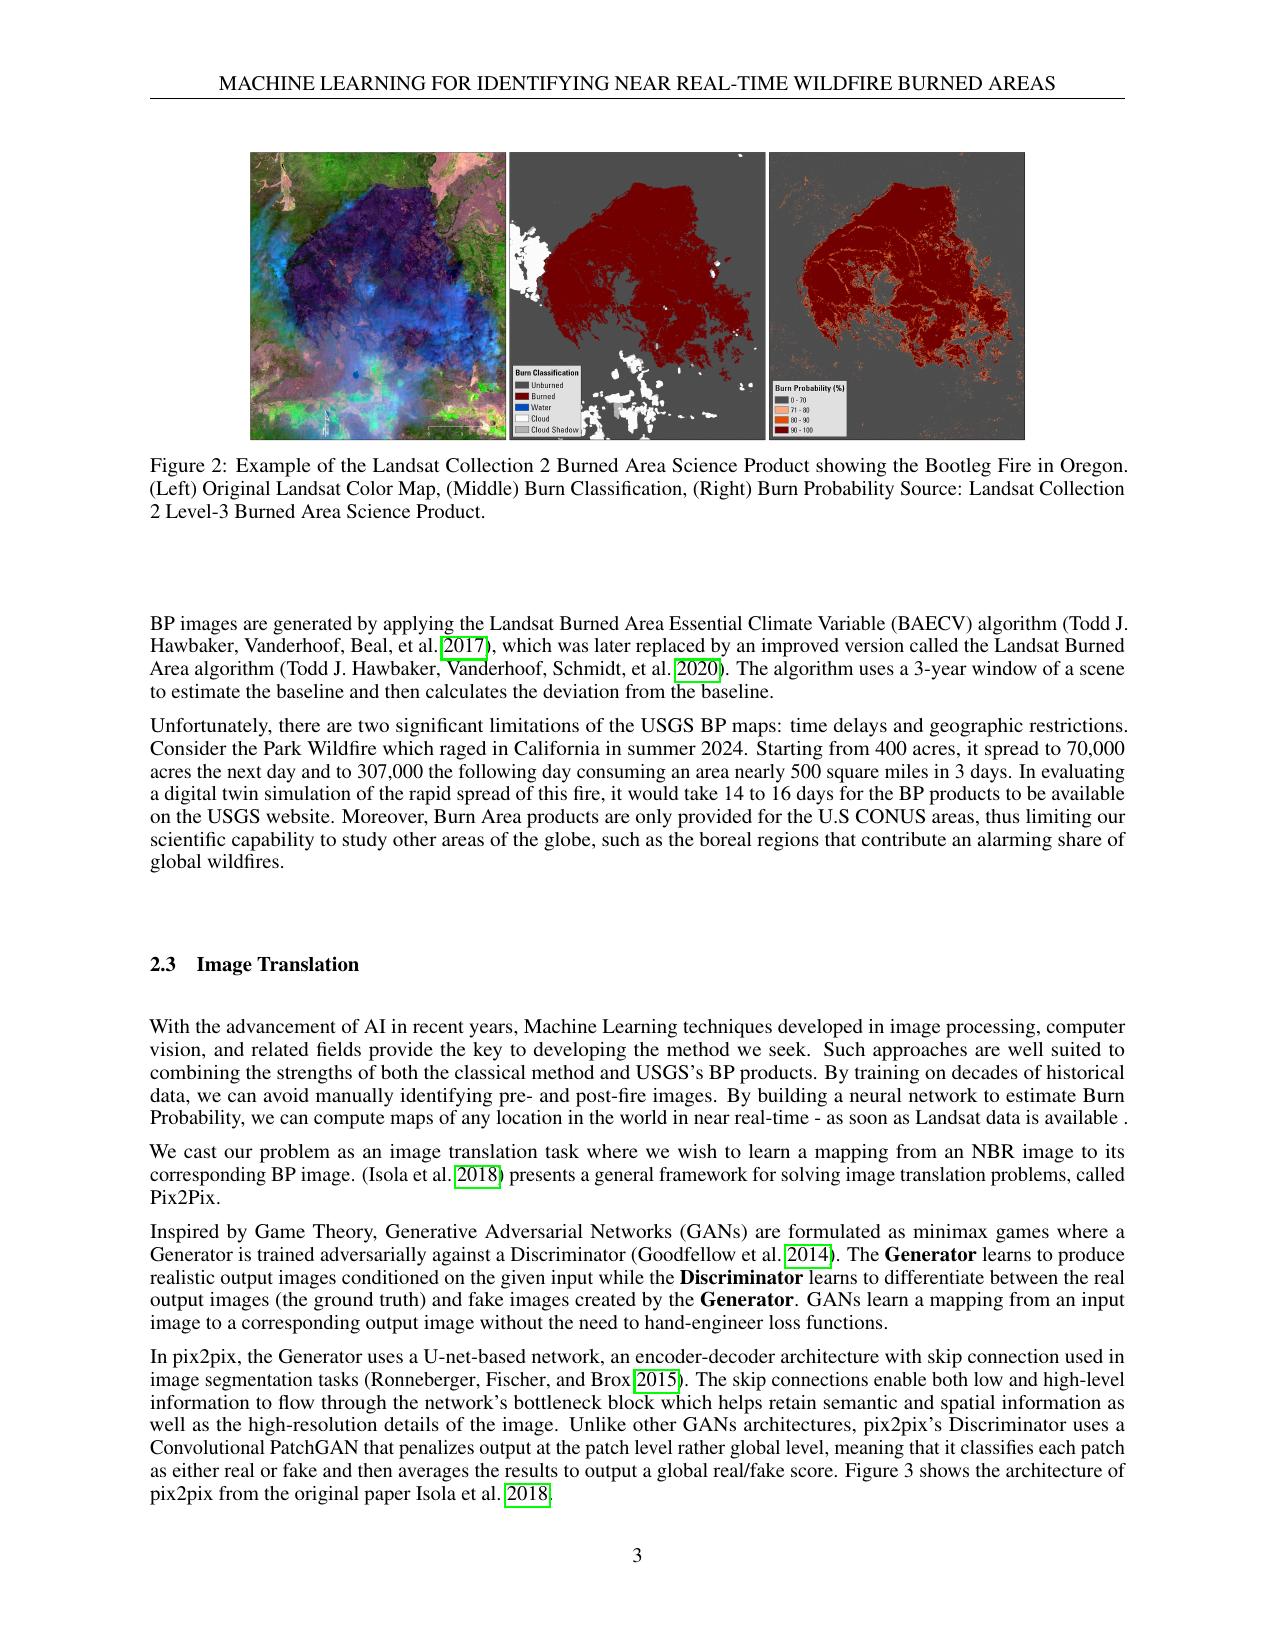 MACHINE LEARNING FOR IDENTIFYING NEAR REAL-TIME WILDFIRE BURNED AREAS
Burn Classification
Unburned
Burned
Water
Cloud
Cloud Shadow
Burn Probability (%)
0 - 70
71 - 80
80 - 90
90 - 100
Figure 2: Example of the Landsat Collection 2 Burned Area Science Product showing the Bootleg Fire in Oregon.
(Left) Original Landsat Color Map, (Middle) Burn Classification, (Right) Burn Probability Source: Landsat Collection
2 Level-3 Burned Area Science Product.
BP images are generated by applying the Landsat Burned Area Essential Climate Variable (BAECV) algorithm (Todd J.
Hawbaker, Vanderhoof, Beal, et al. 2017), which was later replaced by an improved version called the Landsat Burned
Area algorithm (Todd J. Hawbaker, Vanderhoof, Schmidt, et al. 2020). The algorithm uses a 3-year window of a scene
to estimate the baseline and then calculates the deviation from the baseline.
Unfortunately, there are two significant limitations of the USGS BP maps: time delays and geographic restrictions.
Consider the Park Wildfire which raged in California in summer 2024. Starting from 400 acres, it spread to 70,000
acres the next day and to 307,000 the following day consuming an area nearly 500 square miles in 3 days. In evaluating
a digital twin simulation of the rapid spread of this fire, it would take 14 to 16 days for the BP products to be available
on the USGS website. Moreover, Burn Area products are only provided for the U.S CONUS areas, thus limiting our
scientific capability to study other areas of the globe, such as the boreal regions that contribute an alarming share of
global wildfires.
2.3 Image Translation
With the advancement of AI in recent years, Machine Learning techniques developed in image processing, computer
vision, and related fields provide the key to developing the method we seek. Such approaches are well suited to
combining the strengths of both the classical method and USGS's BP products. By training on decades of historical
data, we can avoid manually identifying pre- and post-fire images. By building a neural network to estimate Burn
Probability, we can compute maps of any location in the world in near real-time - as soon as Landsat data is available .
We cast our problem as an image translation task where we wish to learn a mapping from an NBR image to its
corresponding BP image. (Isola et al. 2018) presents a general framework for solving image translation problems, called
Pix2Pix.
Inspired by Game Theory, Generative Adversarial Networks (GANs) are formulated as minimax games where a
Generator is trained adversarially against a Discriminator (Goodfellow et al. 2014). The Generator learns to produce
realistic output images conditioned on the given input while the Discriminator learns to differentiate between the real
output images (the ground truth) and fake images created by the Generator. GANs learn a mapping from an input
image to a corresponding output image without the need to hand-engineer loss functions.
In pix2pix, the Generator uses a U-net-based network, an encoder-decoder architecture with skip connection used in
image segmentation tasks (Ronneberger, Fischer, and Brox 2015). The skip connections enable both low and high-level
information to flow through the network's bottleneck block which helps retain semantic and spatial information as
well as the high-resolution details of the image. Unlike other GANs architectures, pix2pix's Discriminator uses a
Convolutional PatchGAN that penalizes output at the patch level rather global level, meaning that it classifies each patch
as either real or fake and then averages the results to output a global real/fake score. Figure 3 shows the architecture of
pix2pix from the original paper Isola et al. 2018.
3